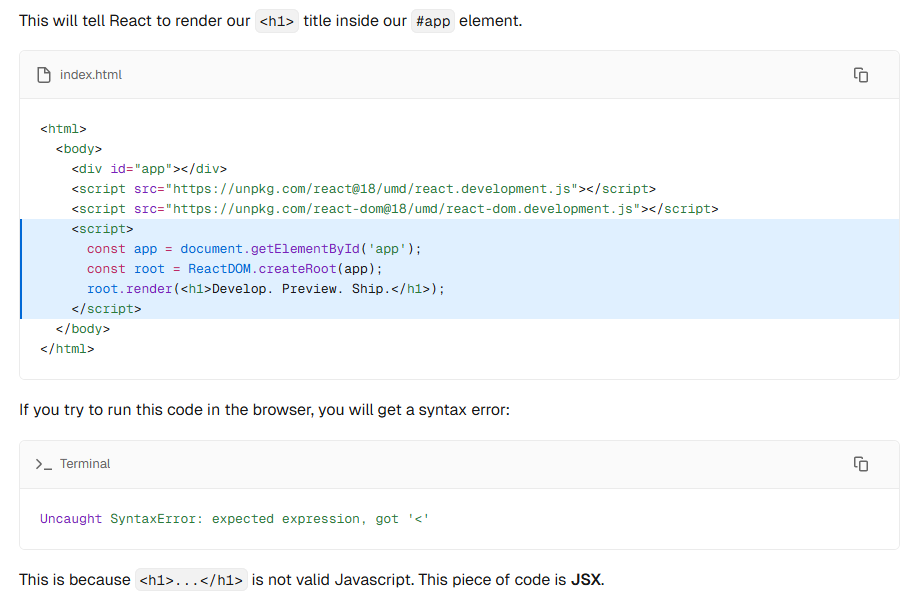 This will tell React to render our <h1> title inside our #app element.
index.html
<html>
  <body>
    <div id="app"></div>
    <script src="https://unpkg.com/react@18/umd/react.development.js"></script>
    <script src="https://unpkg.com/react-dom@18/umd/react-dom.development.js"></script>
    <script>
      const app = document.getElementById('app');
      const root = ReactDOM.createRoot(app);
      root.render(<h1>Develop. Preview. Ship.</h1>);
    </script>
  </body>
</html>
If you try to run this code in the browser, you will get a syntax error:
Terminal
Uncaught SyntaxError: expected expression, got '<'
This is because <h1>...</h1> is not valid Javascript. This piece of code is JSX.